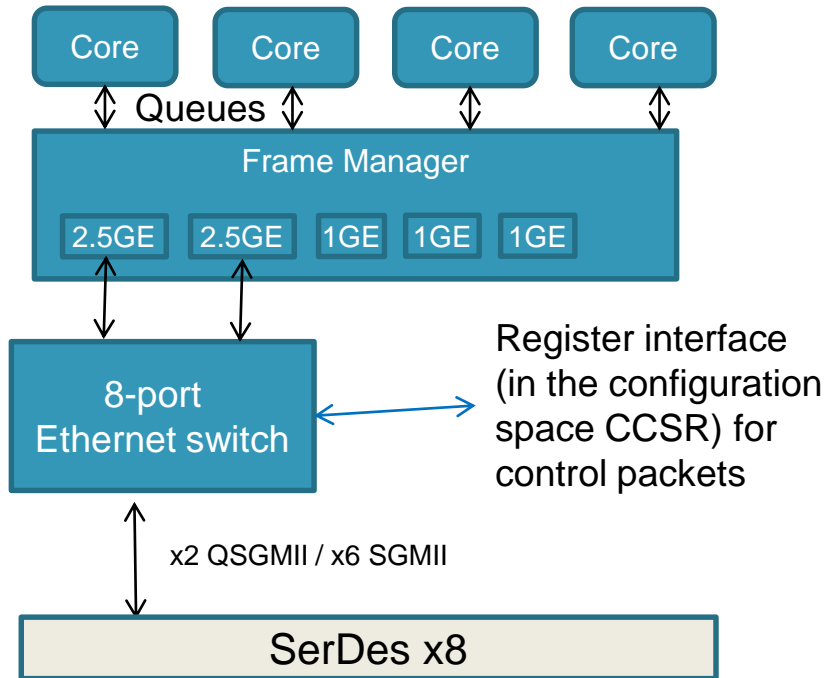 Core
Core
Core
Core
Queues
Frame Manager
2.5GE
2.5GE
1GE
1GE
1GE
8-port
Ethernet switch
Register interface
(in the configuration
space CCSR) for
control packets
x2 QSGMII / x6 SGMII
SerDes x8